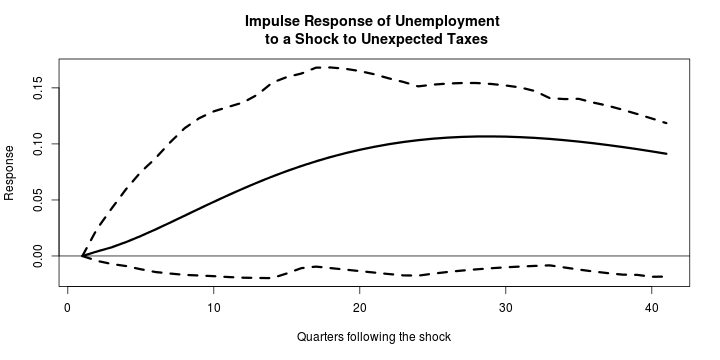 Impulse Response of Unemployment
to a Shock to Unexpected Taxes
Response
0.15
0.10
0.05
0.00
0 10 20 30 40
Quarters following the shock